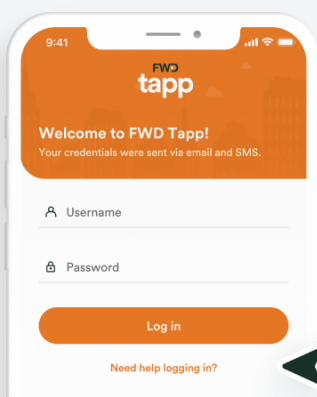 9:41
FWD
tapp
Welcome to FWD Tapp!
Your credentials were sent via email and SMS.
Username
Password
Log in
Need help logging in?